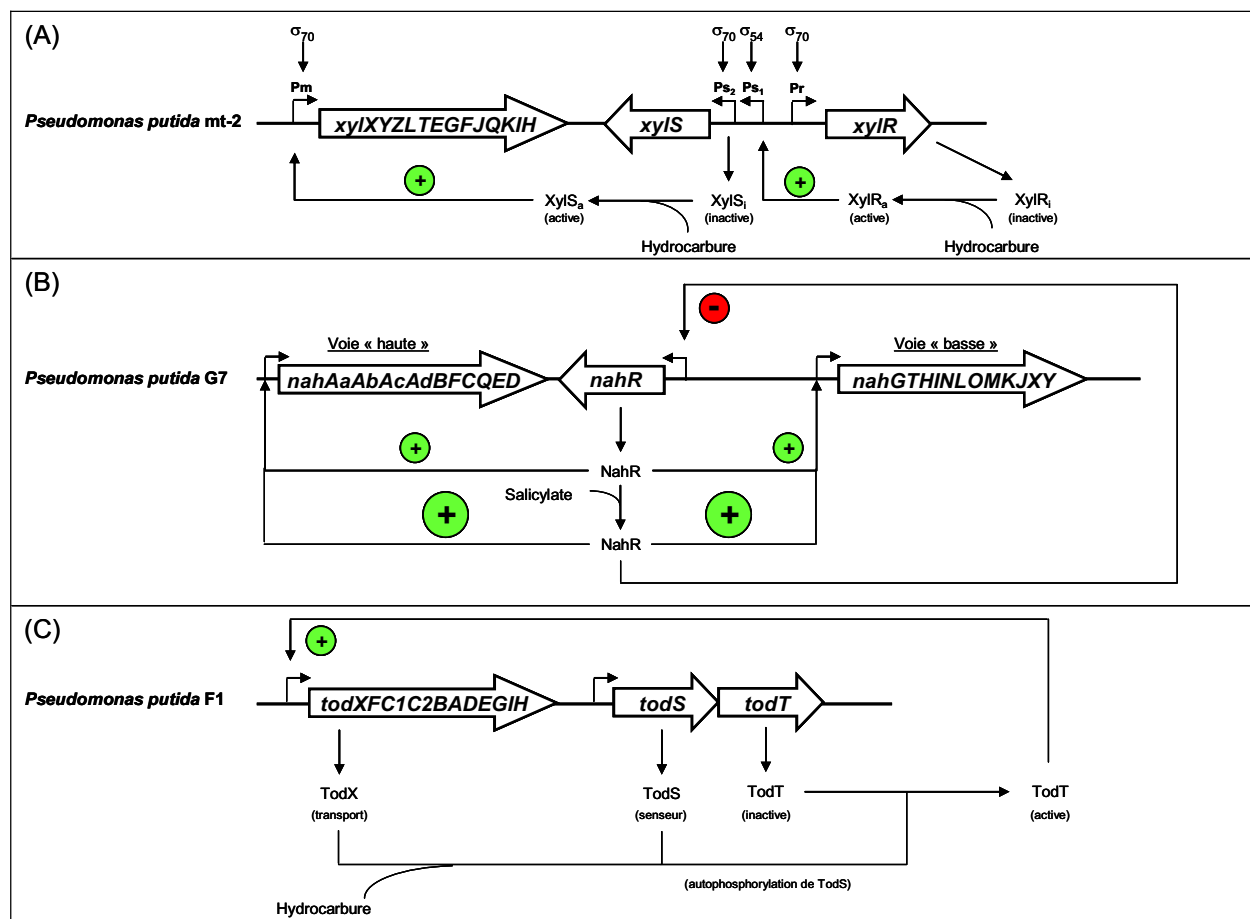 (A)
σ70
σ70
σ54
σ70
Pm
Ps2
Ps1
Pr
Pseudomonas putida mt-2
xylXYZLTEGFJQKIH
xylS
xylR
+
+
XylSa
(active)
XylSi
(inactive)
XylRa
(active)
XylRi
(inactive)
Hydrocarbure
Hydrocarbure
(B)
-
Voie « haute »
Voie « basse »
Pseudomonas putida G7
nahAaAbAcAdBFCQED
nahR
nahGTHINLOMKJXY
+
+
NahR
Salicylate
+
+
NahR
(C)
+
Pseudomonas putida F1
todXFC1C2BADEGIH
todS
todT
TodX
(transport)
TodS
(senseur)
TodT
(inactive)
TodT
(active)
(autophosphorylation de TodS)
Hydrocarbure